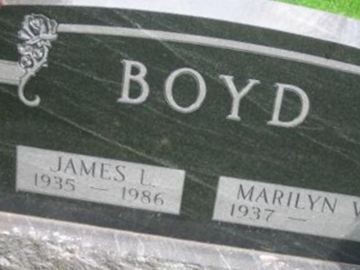 BOYD
JAMES L.
1935 — 1986
MARILYN
1937 —